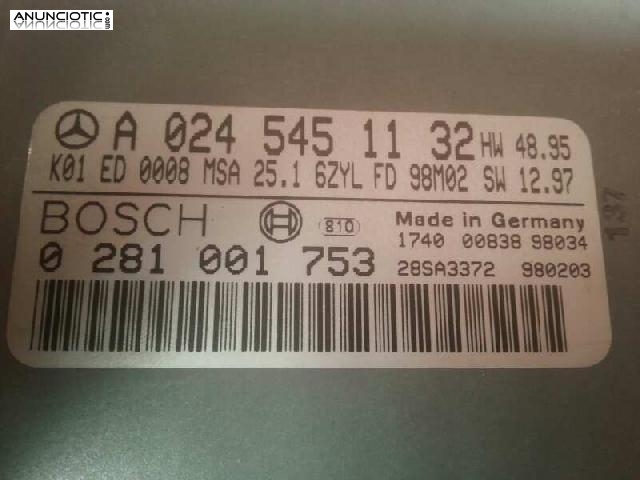 ANUNCIOTIC.com
A 024 545 11 32 HW 48.95
K01 ED 0008 MSA 25.1 6ZYL FD 98M02 SW 12.97
BOSCH 810 Made in Germany
1740 00838 98034
0 281 001 753 28SA3372 980203
137